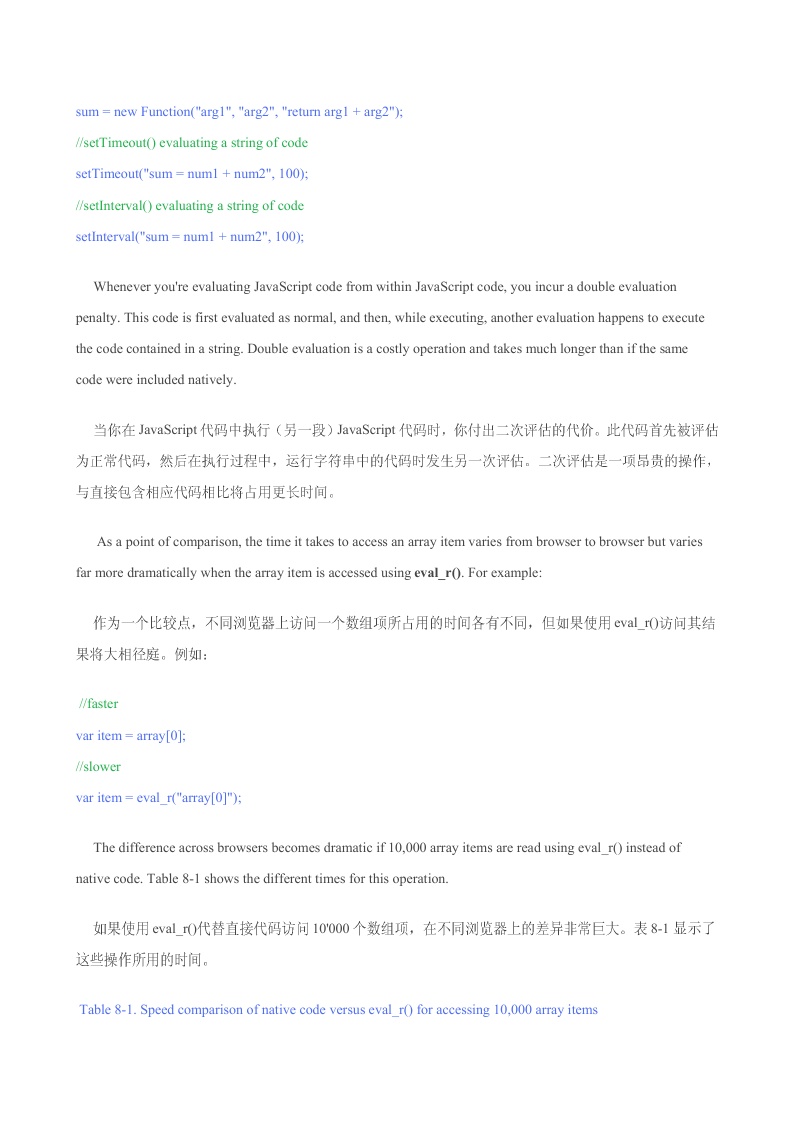 sum = new Function("arg1", "arg2", "return arg1 + arg2");
//setTimeout() evaluating a string of code
setTimeout("sum = num1 + num2", 100);
//setInterval() evaluating a string of code
setInterval("sum = num1 + num2", 100);
Whenever you're evaluating JavaScript code from within JavaScript code, you incur a double evaluation
penalty. This code is first evaluated as normal, and then, while executing, another evaluation happens to execute
the code contained in a string. Double evaluation is a costly operation and takes much longer than if the same
code were included natively.
当你在 JavaScript 代码中执行（另一段）JavaScript 代码时，你付出二次评估的代价。此代码首先被评估
为正常代码，然后在执行过程中，运行字符串中的代码时发生另一次评估。二次评估是一项昂贵的操作，
与直接包含相应代码相比将占用更长时间。
As a point of comparison, the time it takes to access an array item varies from browser to browser but varies
far more dramatically when the array item is accessed using eval_r(). For example:
作为一个比较点，不同浏览器上访问一个数组项所占用的时间各有不同，但如果使用 eval_r()访问其结
果将大相径庭。例如：
//faster
var item = array[0];
//slower
var item = eval_r("array[0]");
The difference across browsers becomes dramatic if 10,000 array items are read using eval_r() instead of
native code. Table 8-1 shows the different times for this operation.
如果使用 eval_r()代替直接代码访问 10'000 个数组项，在不同浏览器上的差异非常巨大。表 8-1 显示了
这些操作所用的时间。
Table 8-1. Speed comparison of native code versus eval_r() for accessing 10,000 array items